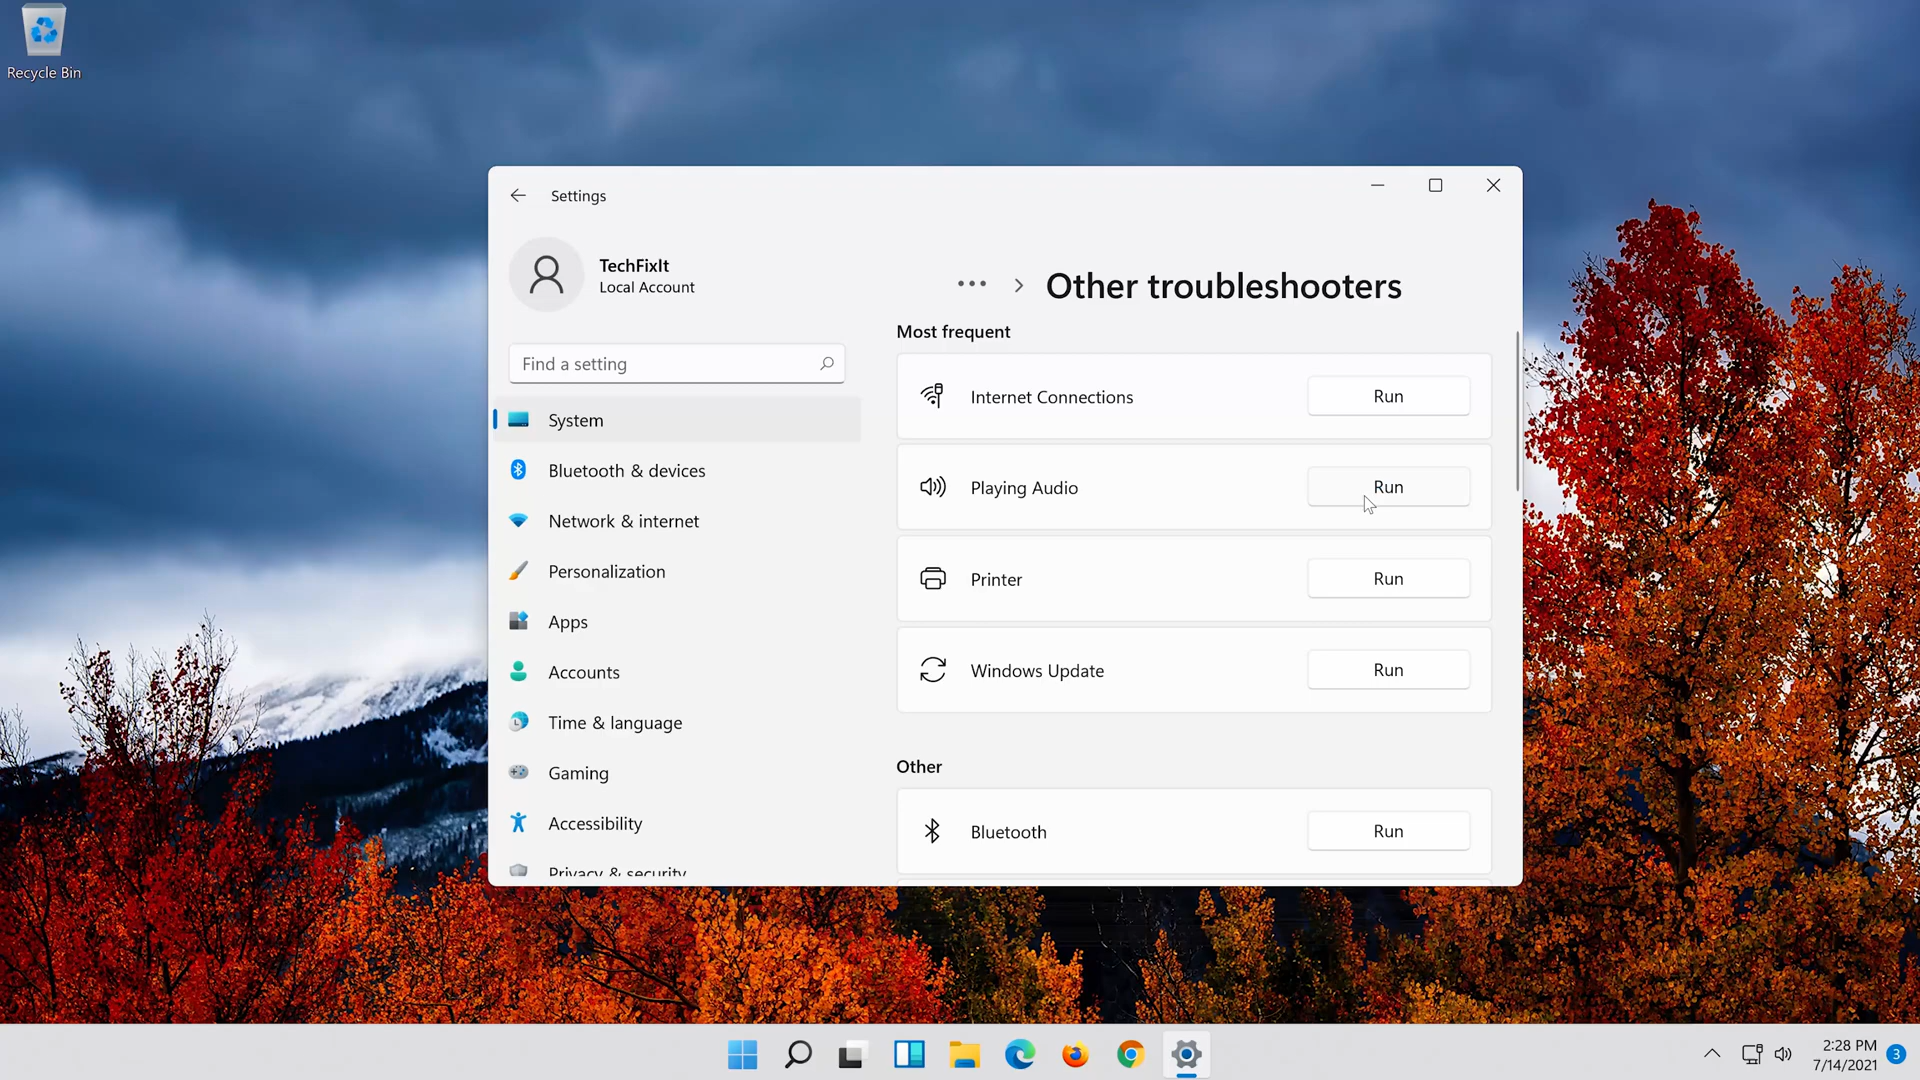 Recycle Bin
Settings
TechFixIt
Local Account
Find a setting
System
Bluetooth & devices
Network & internet
Personalization
Apps
Accounts
Time & language
Gaming
Accessibility
Privacy & security
... > Other troubleshooters
Most frequent
Internet Connections Run
Playing Audio Run
Printer Run
Windows Update Run
Other
Bluetooth Run
2:28 PM
7/14/2021
3